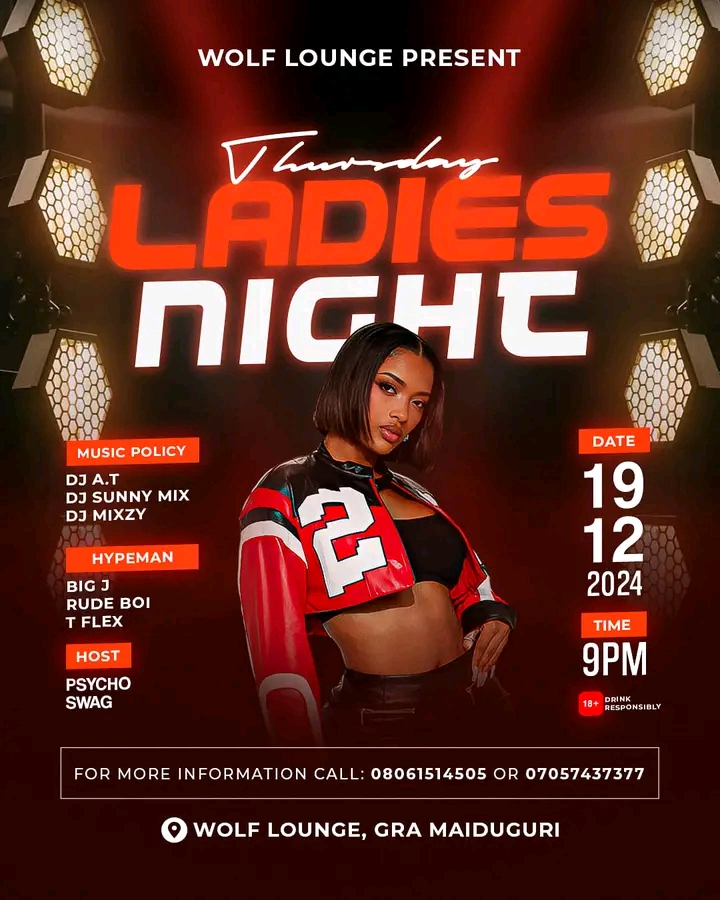 WOLF LOUNGE PRESENT
Thursday
LADIES
NIGHT
MUSIC POLICY
DJ A.T
DJ SUNNY MIX
DJ MIXZY
HYPEMAN
BIG J
RUDE BOI
T FLEX
HOST
PSYCHO
SWAG
2
DATE
19
12
2024
TIME
9PM
18+ DRINK
RESPONSIBLY
FOR MORE INFORMATION CALL: 08061514505 OR 07057437377
WOLF LOUNGE, GRA MAIDUGURI